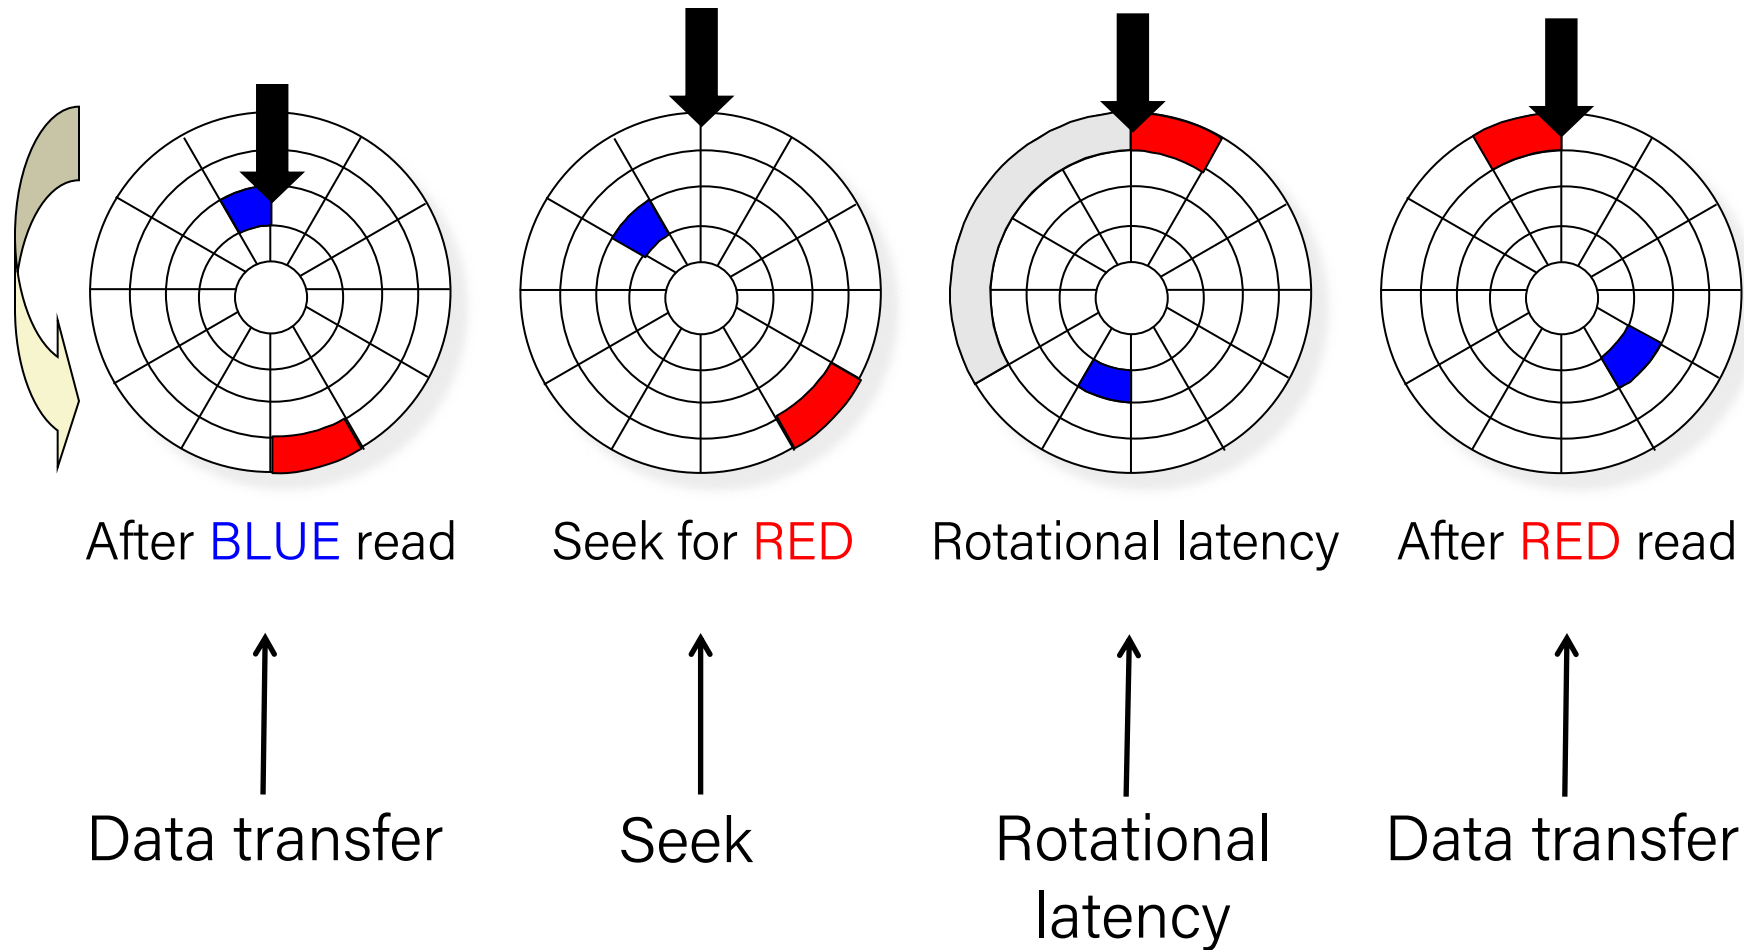 After BLUE read
Seek for RED
Rotational latency
After RED read
Data transfer
Seek
Rotational
latency
Data transfer